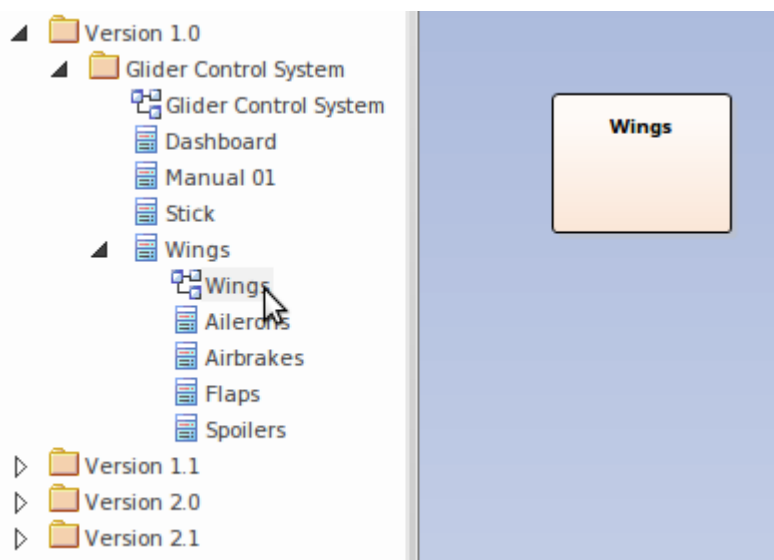 Version 1.0
Glider Control System
Glider Control System
Dashboard
Manual 01
Stick
Wings
Wings
Ailerons
Airbrakes
Flaps
Spoilers
Version 1.1
Version 2.0
Version 2.1
Wings